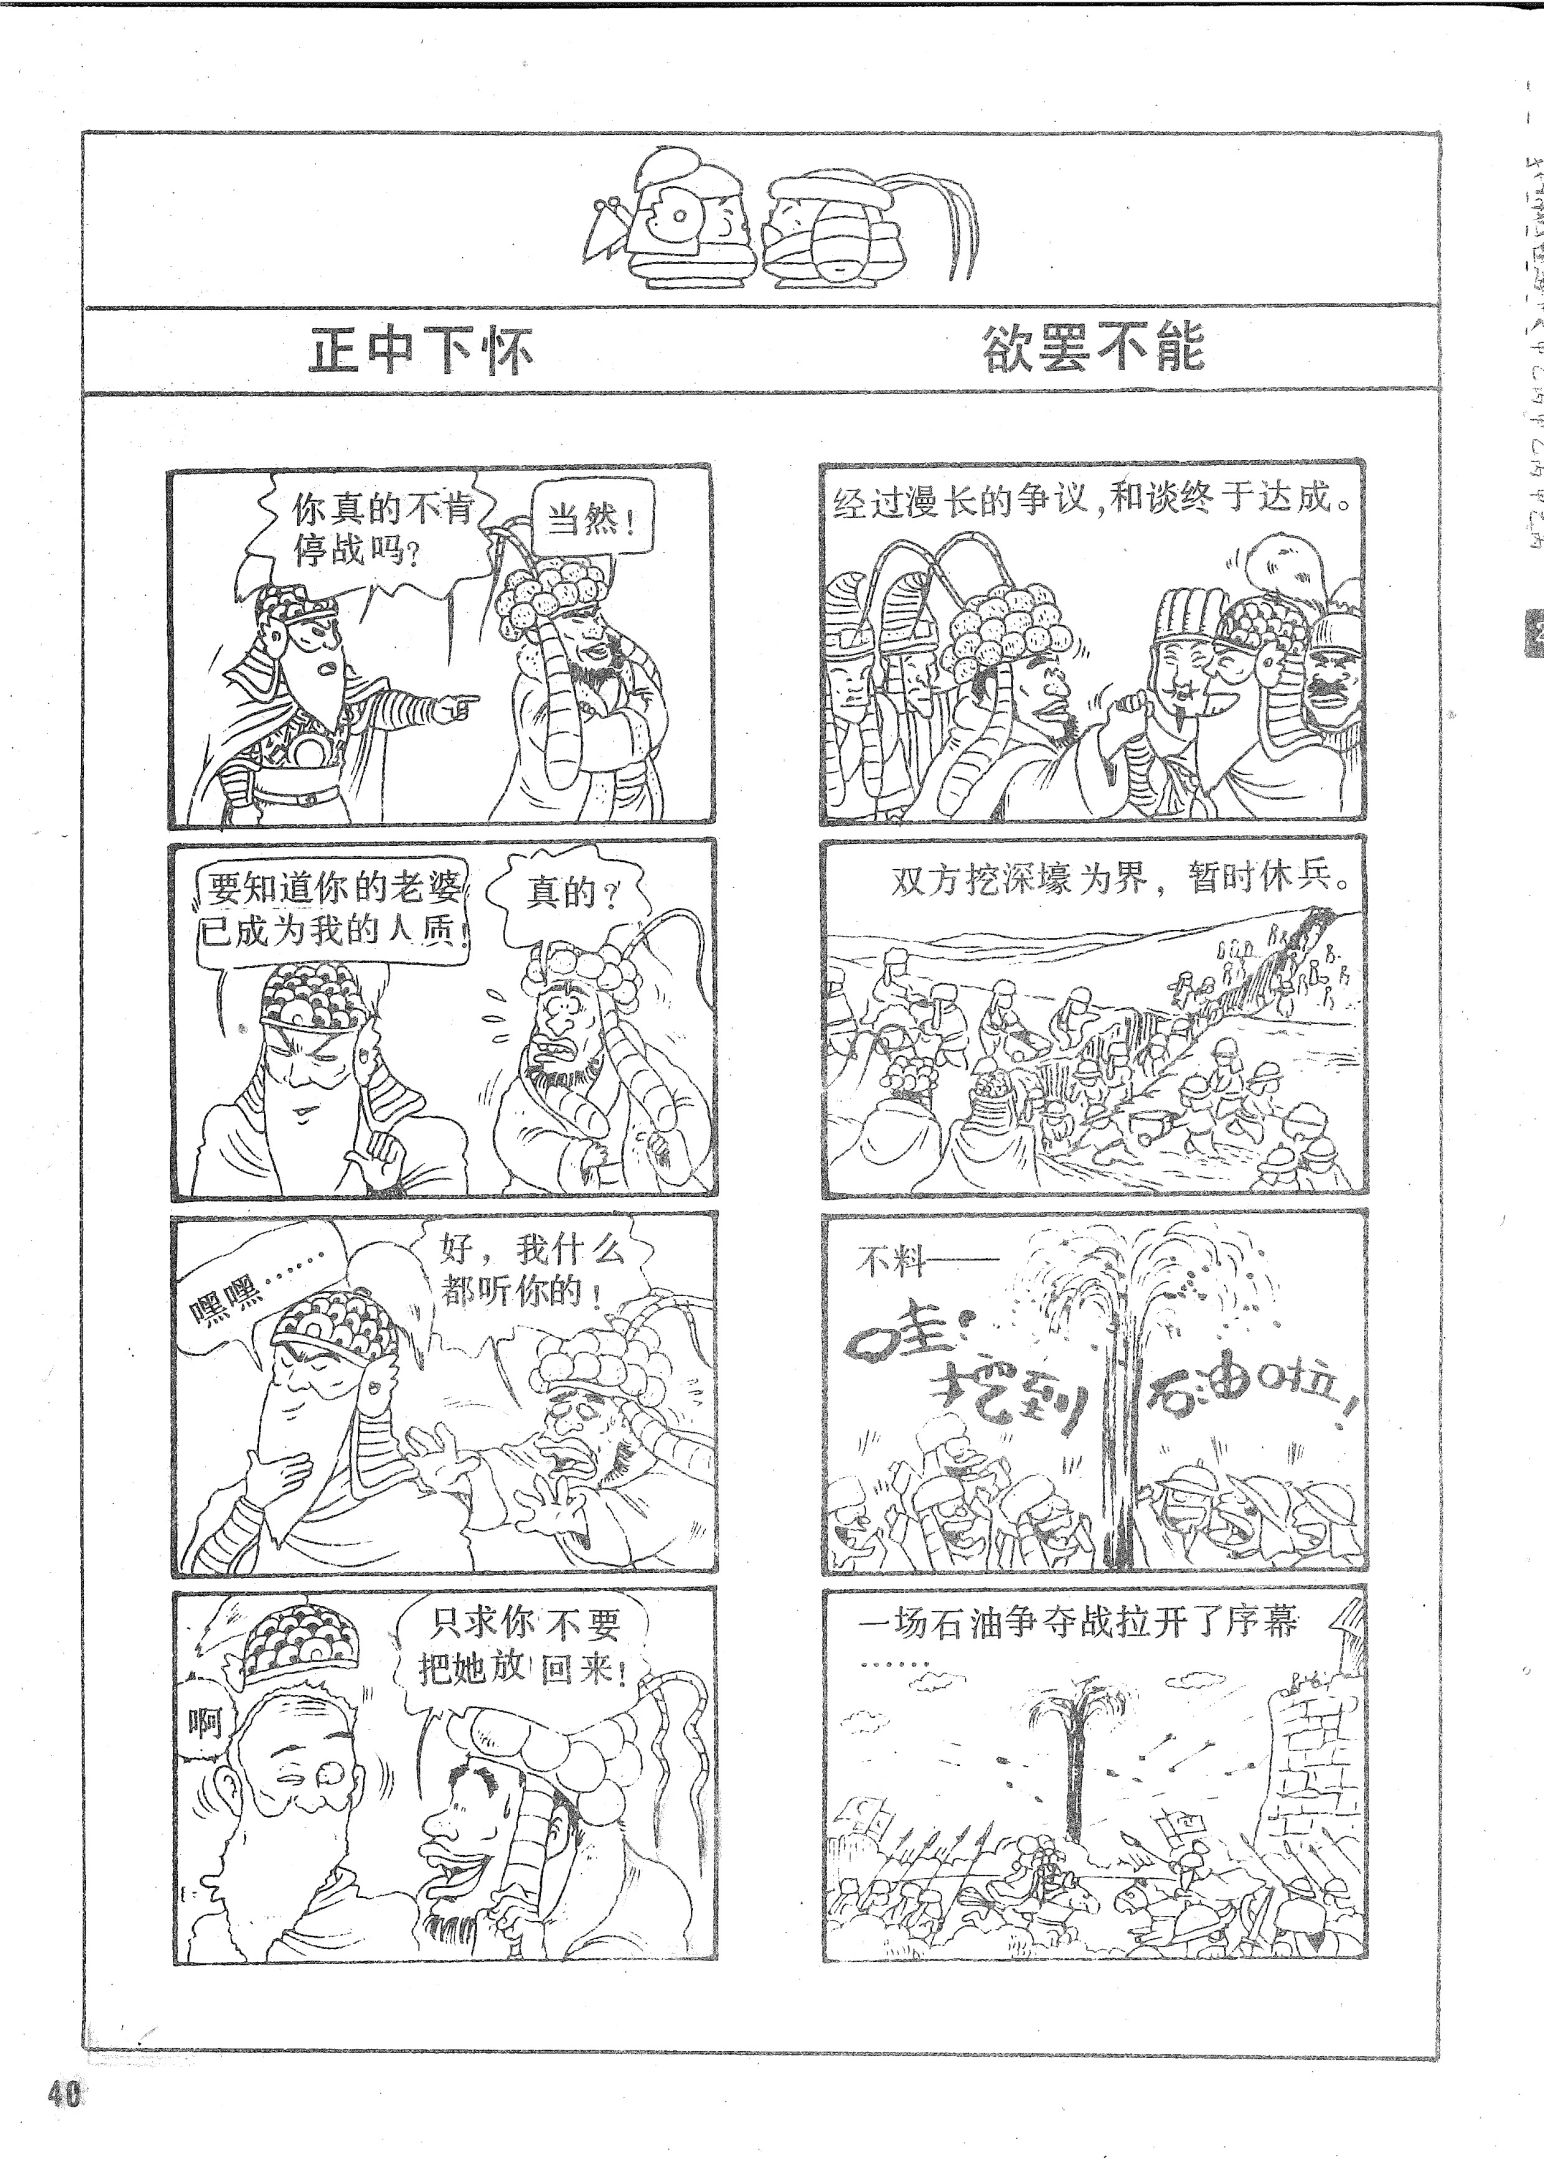 正中下怀
你真的不肯
停战吗?
当然!
要知道你的老婆
已成为我的人质!
真的?
嘿嘿……
好，我什么
都听你的!
啊
只求你不要
把她放回来!
欲罢不能
经过漫长的争议,和谈终于达成。
双方挖深壕为界，暂时休兵。
不料——
哇!
挖到
石油啦!
一场石油争夺战拉开了序幕
……
40